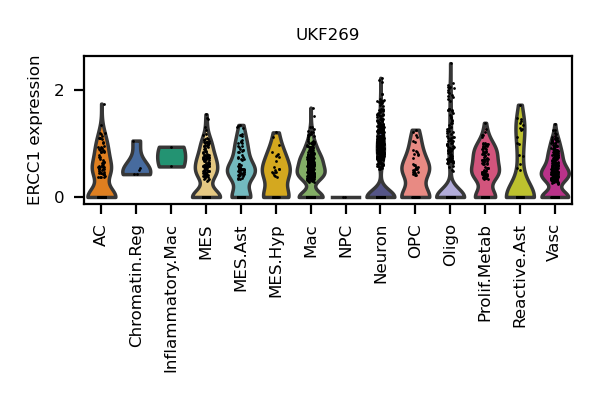 UKF269
ERCC1 expression
2
0
AC
Chromatin.Reg
Inflammatory.Mac
MES
MES.Ast
MES.Hyp
Mac
NPC
Neuron
OPC
Oligo
Prolif.Metab
Reactive.Ast
Vasc